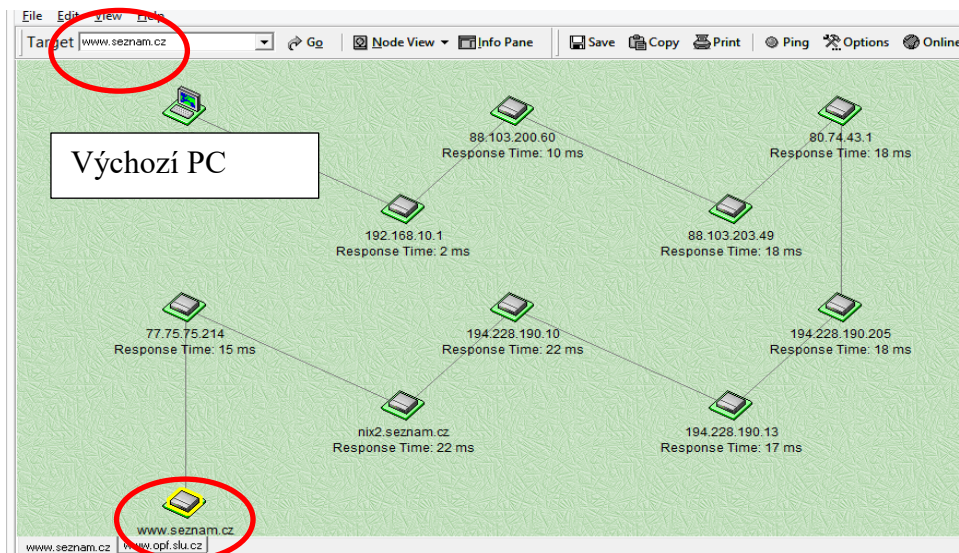 File Edit View Help
Target www.seznam.cz Go Node View Info Pane Save Copy Print Ping Options Online
Výchozí PC
88.103.200.60
Response Time: 10 ms
80.74.43.1
Response Time: 18 ms
192.168.10.1
Response Time: 2 ms
88.103.203.49
Response Time: 18 ms
77.75.75.214
Response Time: 15 ms
194.228.190.10
Response Time: 22 ms
194.228.190.205
Response Time: 18 ms
nix2.seznam.cz
Response Time: 22 ms
194.228.190.13
Response Time: 17 ms
www.seznam.cz
www.seznam.cz www.opf.slu.cz